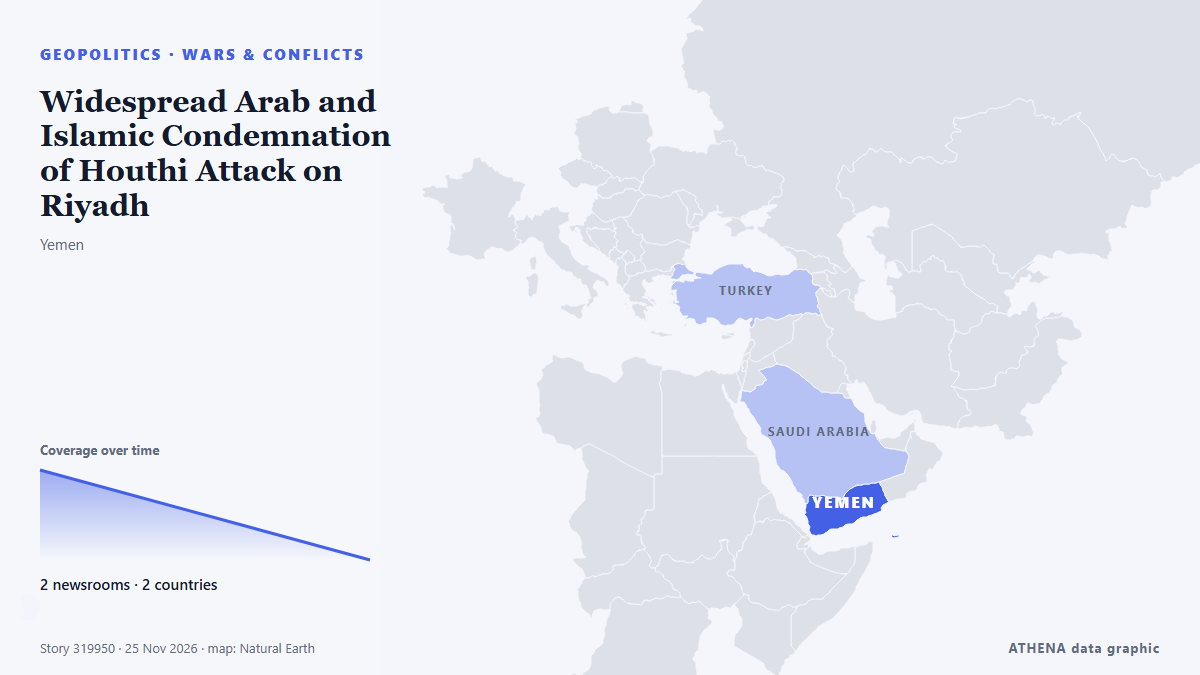 GEOPOLITICS · WARS & CONFLICTS
Widespread Arab and
Islamic Condemnation
of Houthi Attack on
Riyadh
Yemen
TURKEY
SAUDI ARABIA
YEMEN
Coverage over time
2 newsrooms · 2 countries
Story 319950 · 25 Nov 2026 · map: Natural Earth
ATHENA data graphic